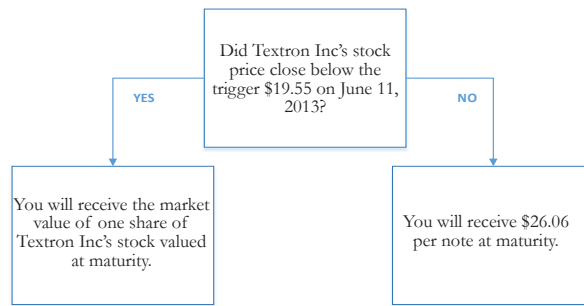 Did Textron Inc's stock
price close below the
trigger $19.55 on June 11,
2013?
YES
NO
You will receive the market
value of one share of
Textron Inc's stock valued
at maturity.
You will receive $26.06
per note at maturity.